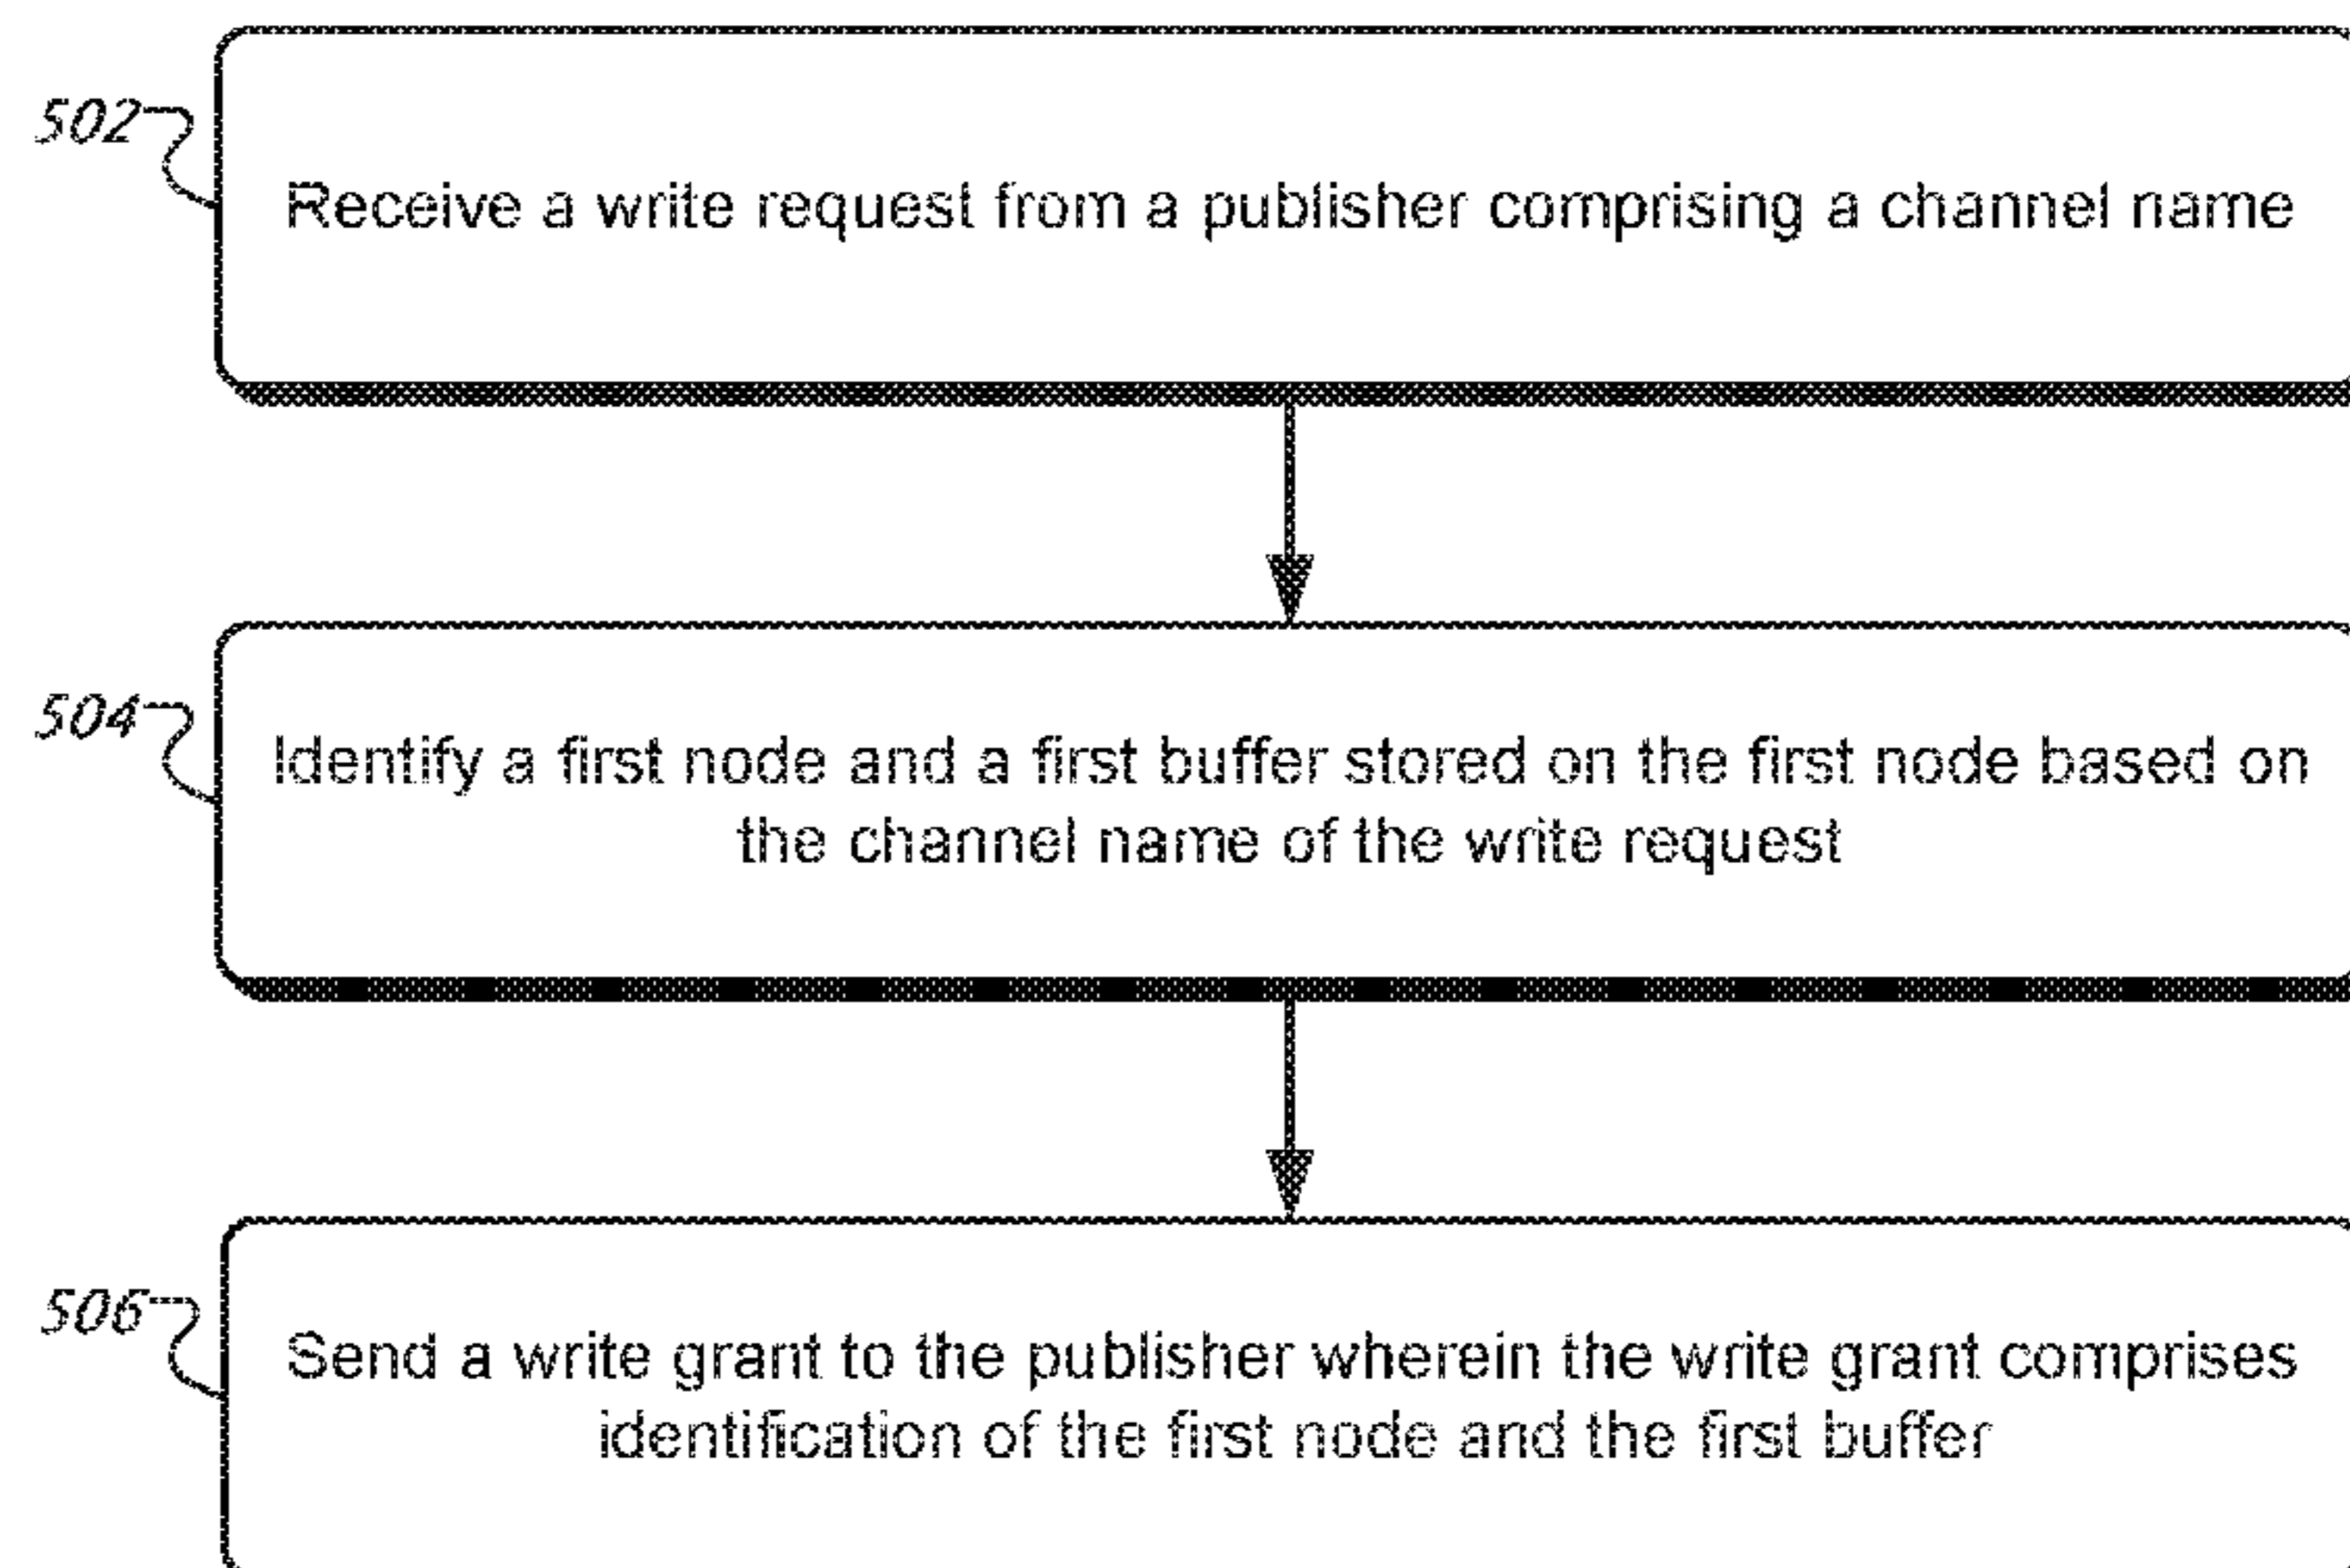 502
Receive a write request from a publisher comprising a channel name
504
Identify a first node and a first buffer stored on the first node based on
the channel name of the write request
506
Send a write grant to the publisher wherein the write grant comprises
identification of the first node and the first buffer